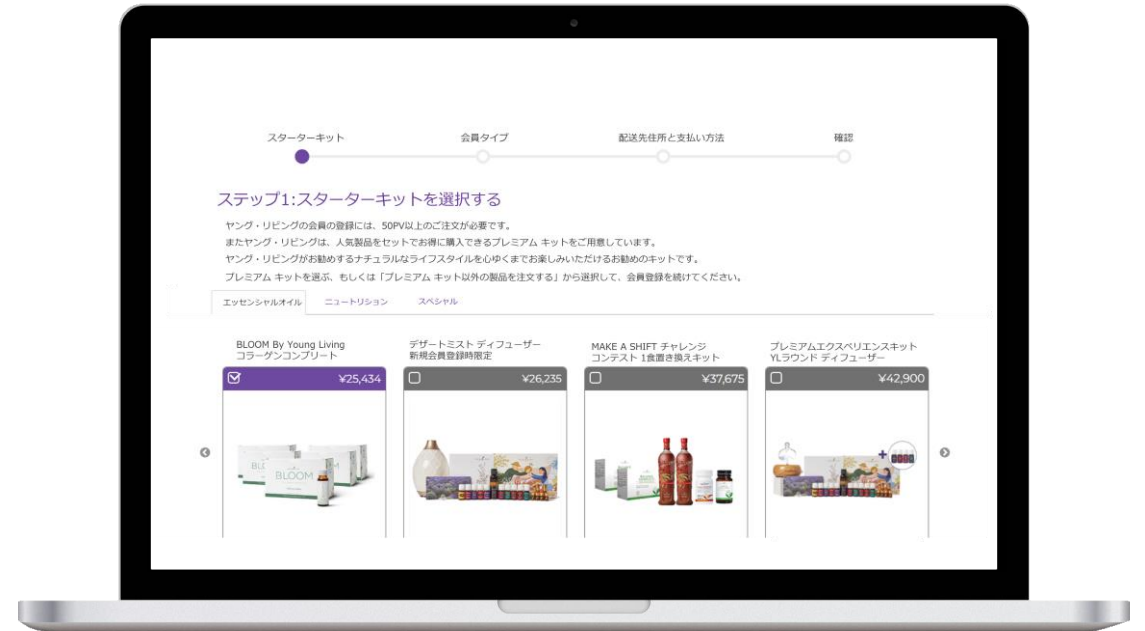 スターターキット
会員タイプ
配送先住所と支払い方法
確認
ステップ1:スターターキットを選択する
ヤング・リビングの会員の登録には、50PV以上のご注文が必要です。
またヤング・リビングは、人気製品をセットでお得に購入できるプレミアム キットをご用意しています。
ヤング・リビングがお勧めするナチュラルなライフスタイルを心ゆくまでお楽しみいただけるお勧めのキットです。
プレミアム キットを選ぶ、もしくは「プレミアム キット以外の製品を注文する」から選択して、会員登録を続けてください。
エッセンシャルオイル
ニュートリション
スペシャル
BLOOM By Young Living
コラーゲンコンプリート
¥25,434
BLOOM
デザートミスト ディフューザー
新規会員登録時限定
¥26,235
MAKE A SHIFT チャレンジ
コンテスト 1食置き換えキット
¥37,675
プレミアムエクスペリエンスキット
YLラウンド ディフューザー
¥42,900